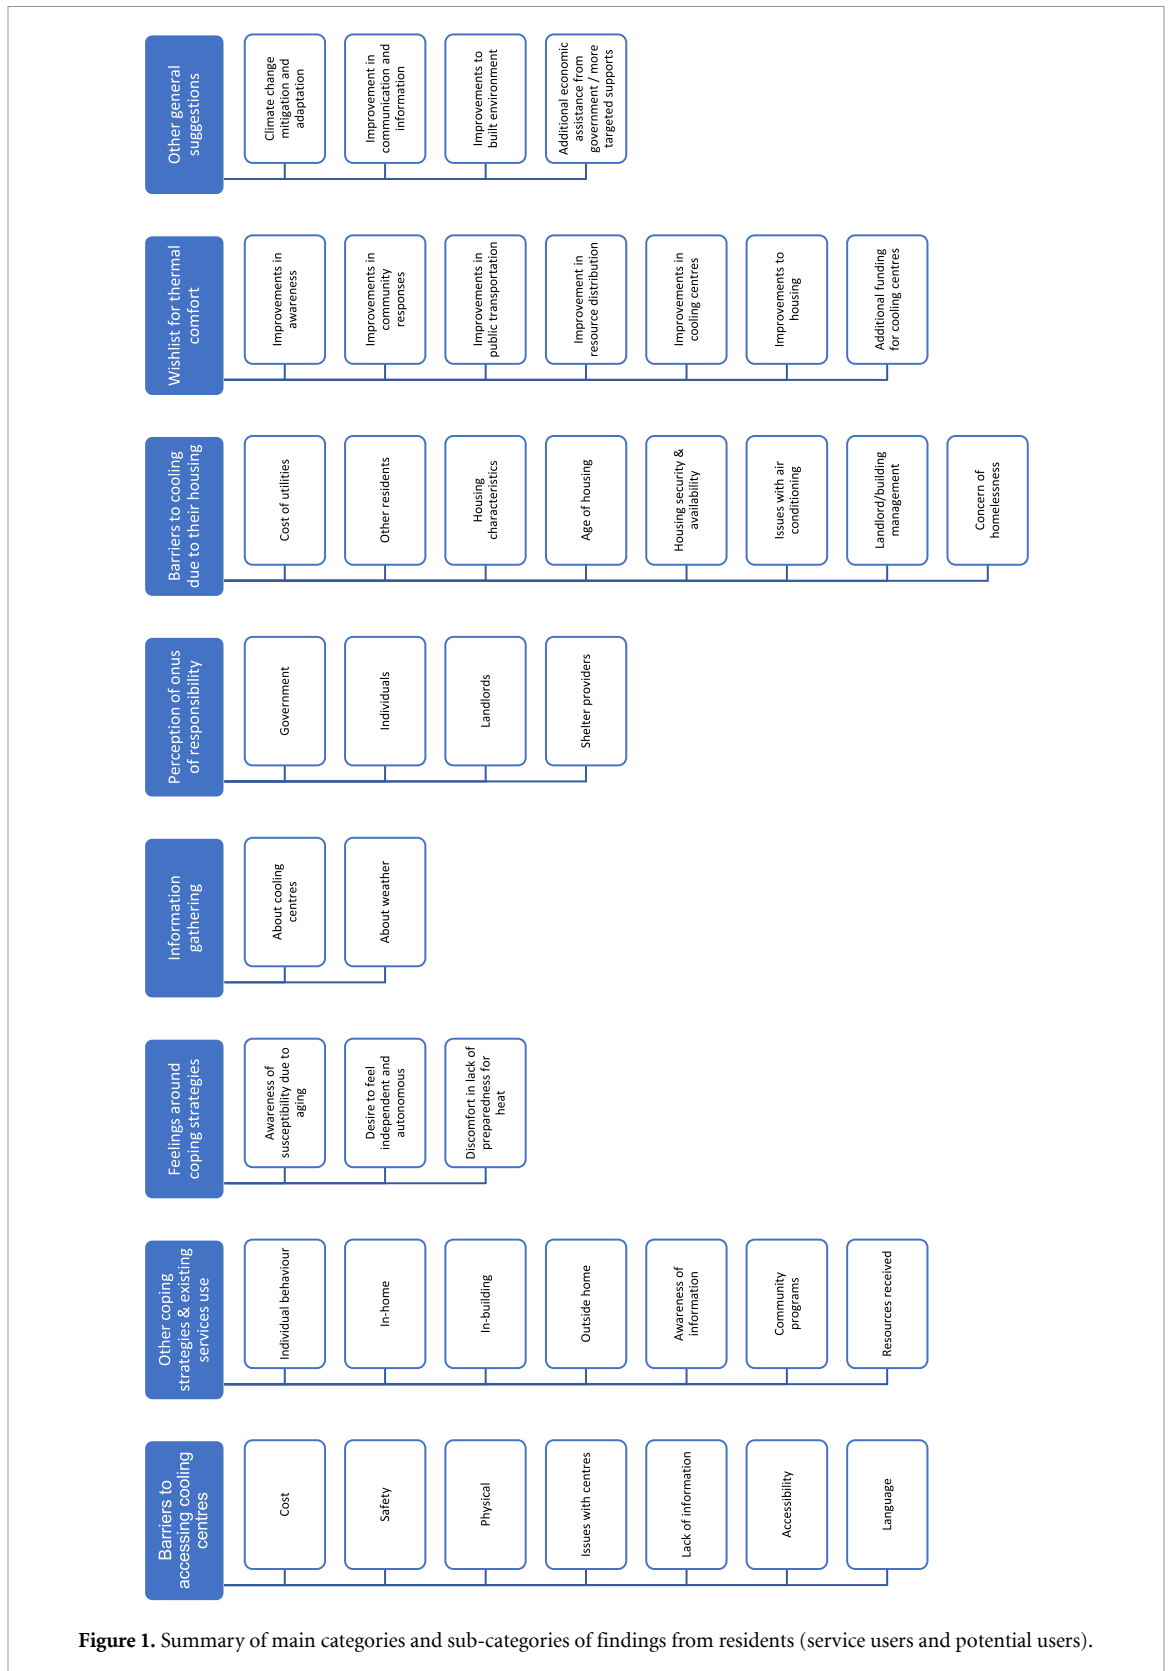 Barriers to
accessing cooling
centres
Cost
Safety
Physical
Issues with centres
Lack of information
Accessibility
Language
Other coping
strategies & existing
services use
Individual behaviour
In-home
In-building
Outside home
Awareness of
information
Community
programs
Resources received
Feelings around
coping strategies
Awareness of
susceptibility due to
aging
Desire to feel
independent and
autonomous
Discomfort in lack of
preparedness for
heat
Information
gathering
About cooling
centres
About weather
Perception of onus
of responsibility
Government
Individuals
Landlords
Shelter providers
Barriers to cooling
due to their housing
Cost of utilities
Other residents
Housing
characteristics
Age of housing
Housing security &
availability
Issues with air
conditioning
Landlord/building
management
Concern of
homelessness
Wishlist for thermal
comfort
Improvements in
awareness
Improvements in
community
responses
Improvements in
public transportation
Improvement in
resource distribution
Improvements in
cooling centres
Improvements to
housing
Additional funding
for cooling centres
Other general
suggestions
Climate change
mitigation and
adaptation
Improvement in
communication and
information
Improvements to
built environment
Additional economic
assistance from
government / more
targeted supports
Figure 1. Summary of main categories and sub-categories of findings from residents (service users and potential users).